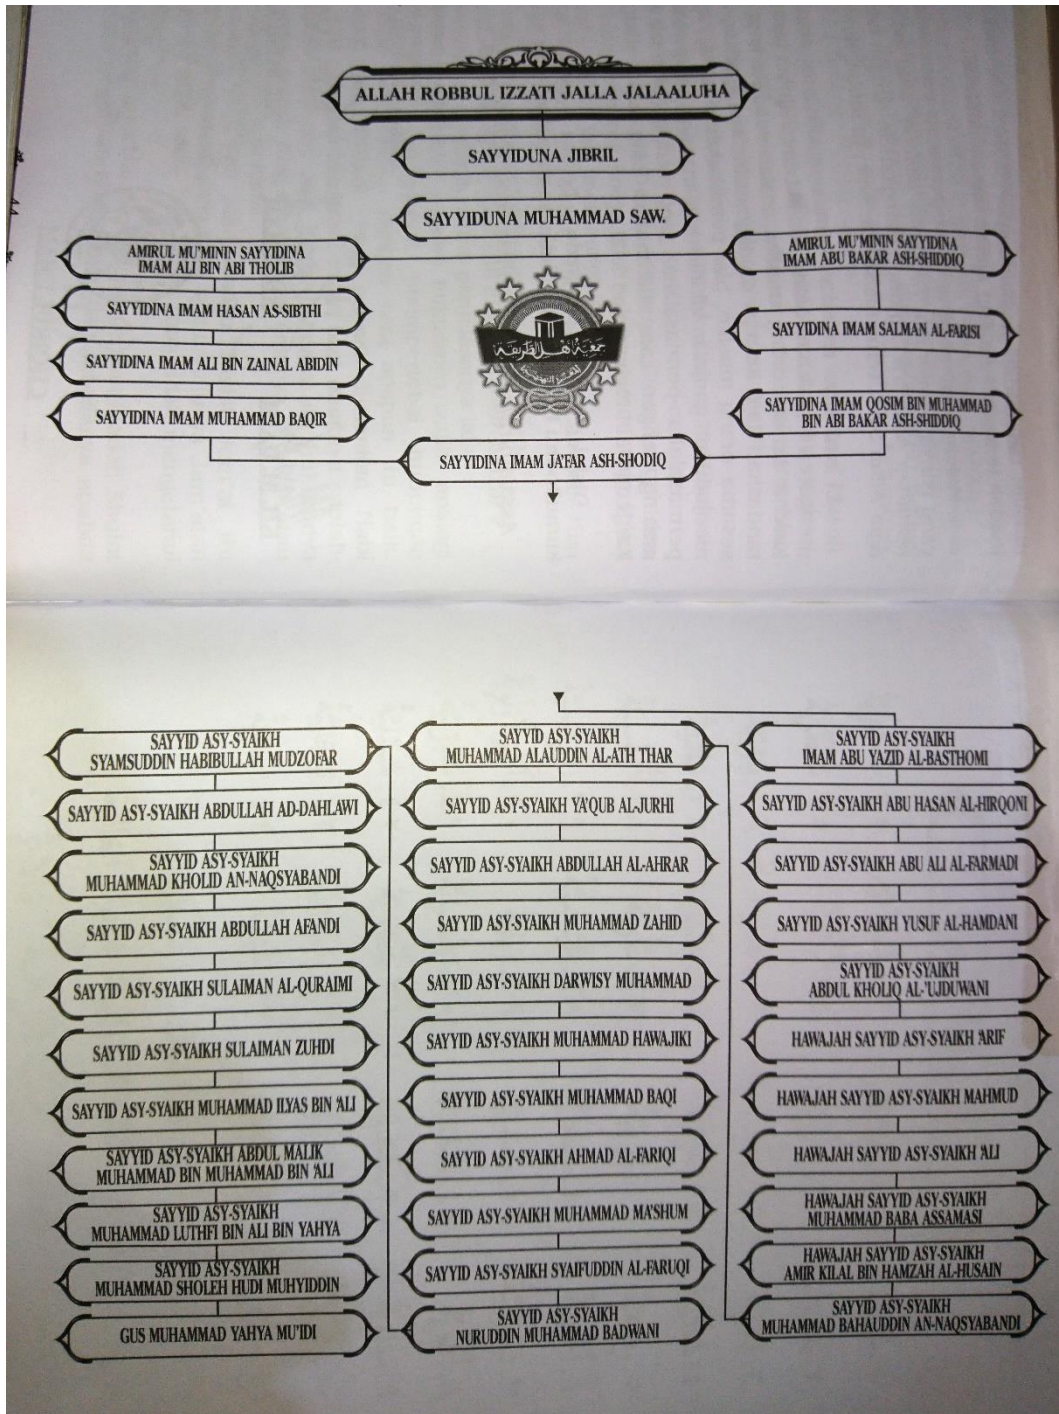 ALLAH ROBBUL IZZATI JALLA JALAALUHA
SAYYIDUNA JIBRIL
SAYYIDUNA MUHAMMAD SAW.
AMIRUL MU'MININ SAYYIDINA
IMAM ALI BIN ABI THOLIB
SAYYIDINA IMAM HASAN AS-SIBTHI
SAYYIDINA IMAM ALI BIN ZAINAL ABIDIN
SAYYIDINA IMAM MUHAMMAD BAQIR
جمعية أهل الطريقة
AMIRUL MU'MININ SAYYIDINA
IMAM ABU BAKAR ASH-SHIDDIQ
SAYYIDINA IMAM SALMAN AL-FARISI
SAYYIDINA IMAM QOSIM BIN MUHAMMAD
BIN ABI BAKAR ASH-SHIDDIQ
SAYYIDINA IMAM JA'FAR ASH-SHODIQ
SAYYID ASY-SYAIKH
IMAM ABU YAZID AL-BASTHOMI
SAYYID ASY-SYAIKH ABU HASAN AL-HIRQONI
SAYYID ASY-SYAIKH ABU ALI AL-FARMADI
SAYYID ASY-SYAIKH YUSUF AL-HAMDANI
SAYYID ASY-SYAIKH
ABDUL KHOLIQ AL-'UJDUWANI
HAWAJAH SAYYID ASY-SYAIKH 'ARIF
HAWAJAH SAYYID ASY-SYAIKH MAHMUD
HAWAJAH SAYYID ASY-SYAIKH 'ALI
HAWAJAH SAYYID ASY-SYAIKH
MUHAMMAD BABA ASSAMASI
HAWAJAH SAYYID ASY-SYAIKH
AMIR KILAL BIN HAMZAH AL-HUSAIN
SAYYID ASY-SYAIKH
MUHAMMAD BAHAUDDIN AN-NAQSYABANDI
SAYYID ASY-SYAIKH
MUHAMMAD ALAUDDIN AL-ATH THAR
SAYYID ASY-SYAIKH YA'QUB AL-JURHI
SAYYID ASY-SYAIKH ABDULLAH AL-AHRAR
SAYYID ASY-SYAIKH MUHAMMAD ZAHID
SAYYID ASY-SYAIKH DARWISY MUHAMMAD
SAYYID ASY-SYAIKH MUHAMMAD HAWAJIKI
SAYYID ASY-SYAIKH MUHAMMAD BAQI
SAYYID ASY-SYAIKH AHMAD AL-FARIQI
SAYYID ASY-SYAIKH MUHAMMAD MA'SHUM
SAYYID ASY-SYAIKH SYAIFUDDIN AL-FARUQI
SAYYID ASY-SYAIKH
NURUDDIN MUHAMMAD BADWANI
SAYYID ASY-SYAIKH
SYAMSUDDIN HABIBULLAH MUDZOFAR
SAYYID ASY-SYAIKH ABDULLAH AD-DAHLAWI
SAYYID ASY-SYAIKH
MUHAMMAD KHOLID AN-NAQSYABANDI
SAYYID ASY-SYAIKH ABDULLAH AFANDI
SAYYID ASY-SYAIKH SULAIMAN AL-QURAIMI
SAYYID ASY-SYAIKH SULAIMAN ZUHDI
SAYYID ASY-SYAIKH MUHAMMAD ILYAS BIN 'ALI
SAYYID ASY-SYAIKH ABDUL MALIK
MUHAMMAD BIN MUHAMMAD BIN 'ALI
SAYYID ASY-SYAIKH
MUHAMMAD LUTHFI BIN ALI BIN YAHYA
SAYYID ASY-SYAIKH
MUHAMMAD SHOLEH HUDI MUHYIDDIN
GUS MUHAMMAD YAHYA MU'IDI